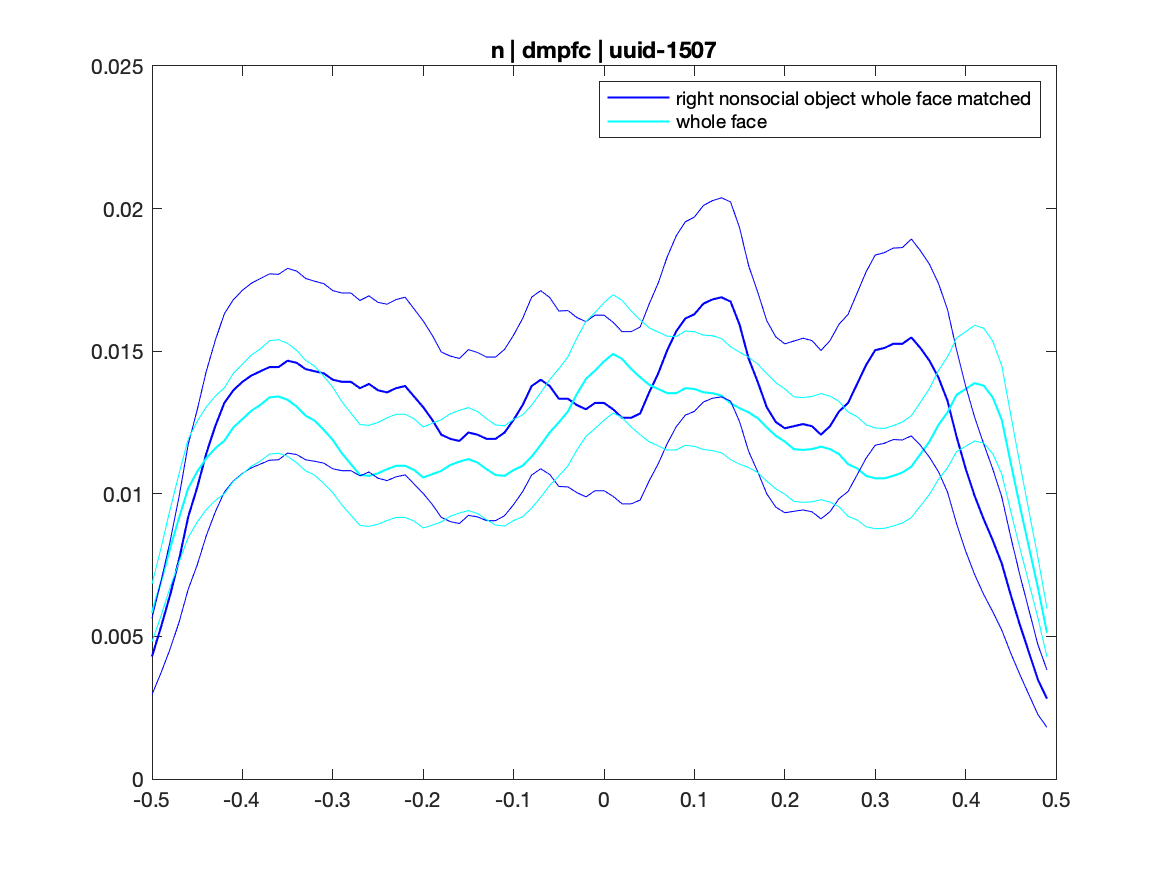 n | dmpfc | uuid-1507
0.025
right nonsocial object whole face matched
whole face
0.02
0.015
0.01
0.005
0
-0.5 -0.4 -0.3 -0.2 -0.1 0 0.1 0.2 0.3 0.4 0.5